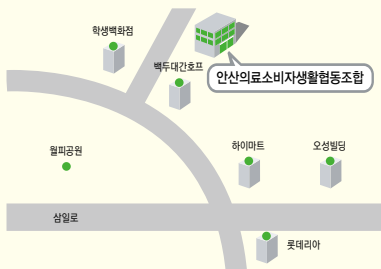 학생백화점
백두대간호프
안산의료소비자생활협동조합
월피공원
하이마트
오성빌딩
삼일로
롯데리아